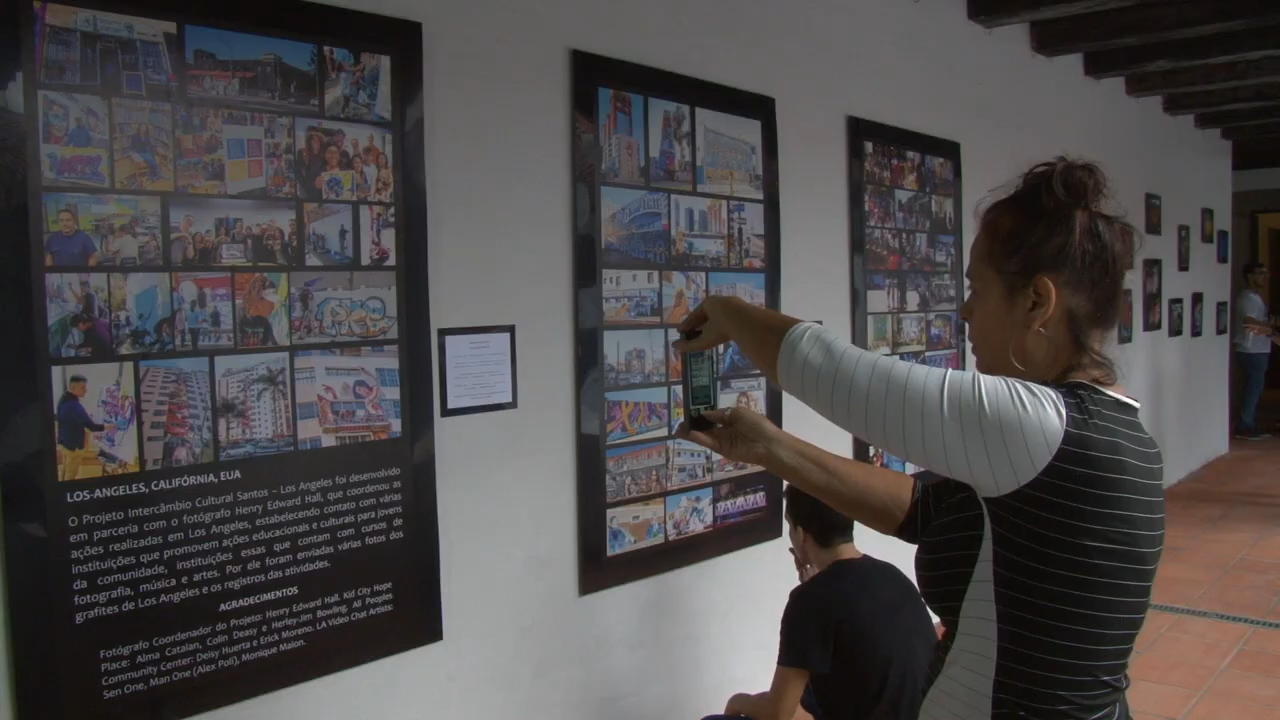 LOS-ANGELES, CALIFÓRNIA, EUA
O Projeto Intercâmbio Cultural Santos – Los Angeles foi desenvolvido
em parceria com o fotógrafo Henry Edward Hall, que coordenou as
ações realizadas em Los Angeles, estabelecendo contato com várias
instituições que promovem ações educacionais e culturais para jovens
da comunidade, instituições essas que contam com cursos de
fotografia, música e artes. Por ele foram enviadas várias fotos dos
grafites de Los Angeles e os registros das atividades.
AGRADECIMENTOS
Fotógrafo Coordenador do Projeto: Henry Edward Hall. Kid City Hope
Place: Alma Catalan, Colin Deasy e Herley-Jim Bowling. All Peoples
Community Center: Deisy Huerta e Erick Moreno. LA Video Chat Artists:
Sen One, Man One (Alex Poli), Monique Maion.